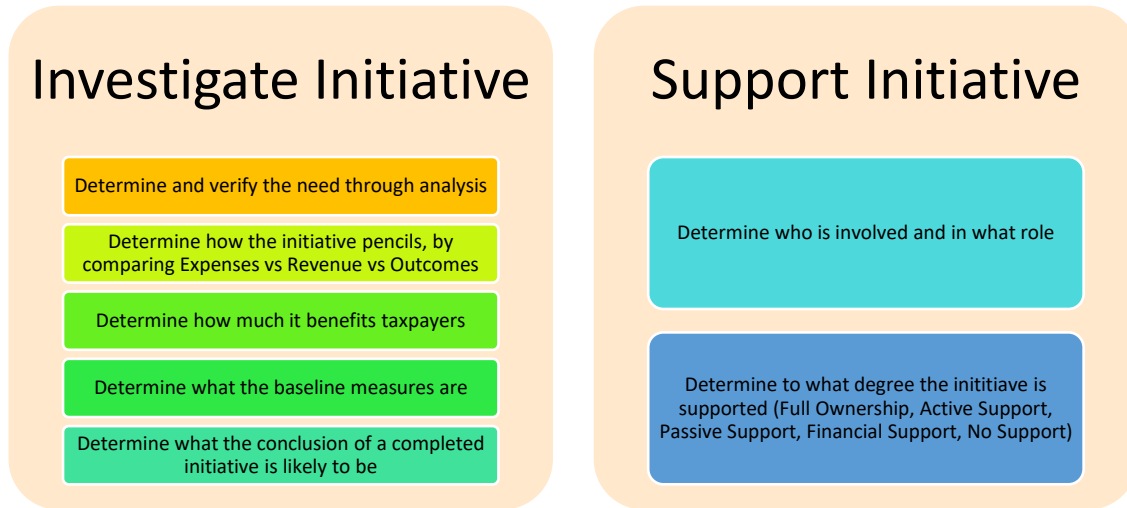 Investigate Initiative
Determine and verify the need through analysis
Determine how the initiative pencils, by
comparing Expenses vs Revenue vs Outcomes
Determine how much it benefits taxpayers
Determine what the baseline measures are
Determine what the conclusion of a completed
initiative is likely to be
Support Initiative
Determine who is involved and in what role
Determine to what degree the inititiave is
supported (Full Ownership, Active Support,
Passive Support, Financial Support, No Support)